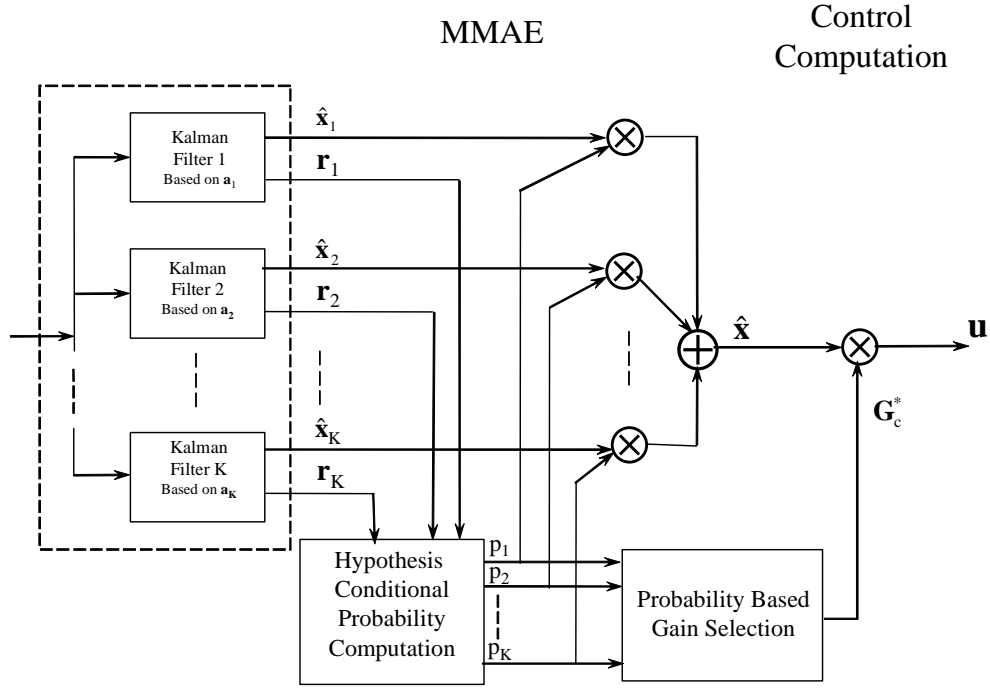 MMAE
Control
Computation
Kalman
Filter 1
Based on a₁
x̂₁
r₁
Kalman
Filter 2
Based on a₂
x̂₂
r₂
Kalman
Filter K
Based on a_K
x̂_K
r_K
x̂
u
G_c^*
Hypothesis
Conditional
Probability
Computation
p₁
p₂
p_K
Probability Based
Gain Selection